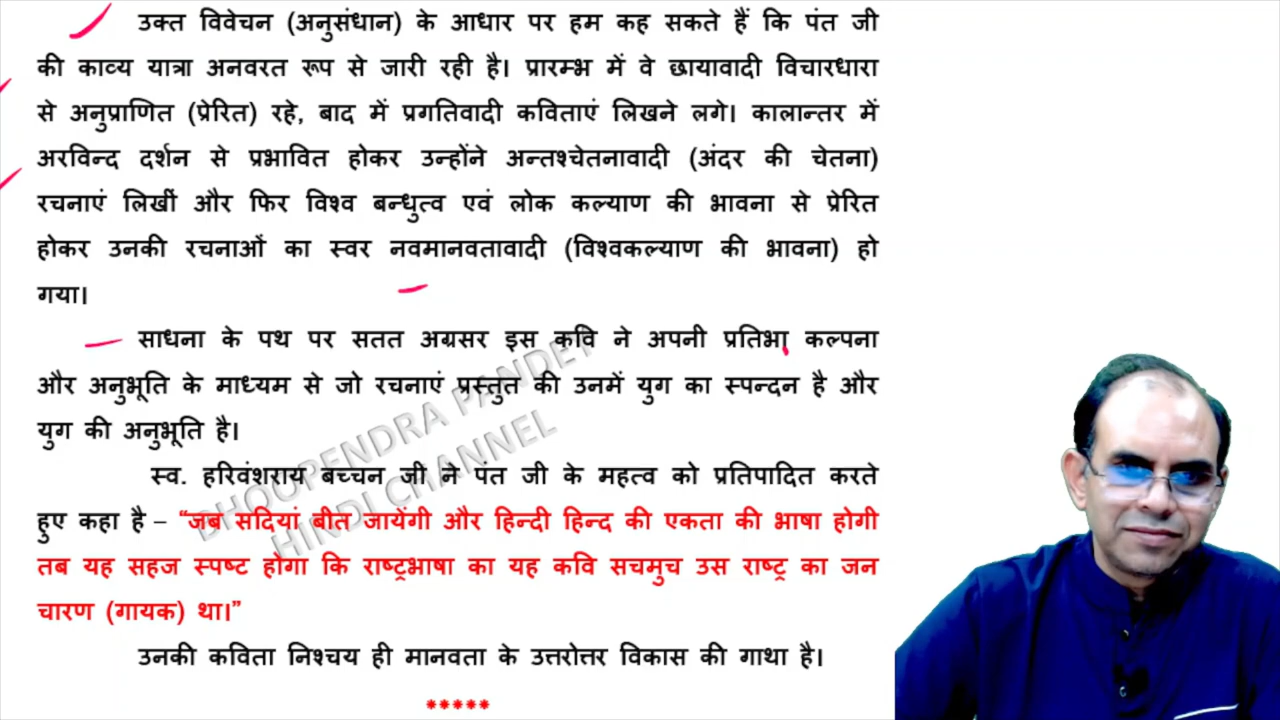 उक्त विवेचन (अनुसंधान) के आधार पर हम कह सकते हैं कि पंत जी
की काव्य यात्रा अनवरत रूप से जारी रही है। प्रारम्भ में वे छायावादी विचारधारा
से अनुप्राणित (प्रेरित) रहे, बाद में प्रगतिवादी कविताएं लिखने लगे। कालान्तर में
अरविन्द दर्शन से प्रभावित होकर उन्होंने अन्तश्चेतनावादी (अंदर की चेतना)
रचनाएं लिखीं और फिर विश्व बन्धुत्व एवं लोक कल्याण की भावना से प्रेरित
होकर उनकी रचनाओं का स्वर नवमानवतावादी (विश्वकल्याण की भावना) हो
गया।
साधना के पथ पर सतत अग्रसर इस कवि ने अपनी प्रतिभा कल्पना
और अनुभूति के माध्यम से जो रचनाएं प्रस्तुत की उनमें युग का स्पन्दन है और
युग की अनुभूति है।
स्व. हरिवंशराय बच्चन जी ने पंत जी के महत्व को प्रतिपादित करते
हुए कहा है – “जब सदियां बीत जायेंगी और हिन्दी हिन्द की एकता की भाषा होगी
तब यह सहज स्पष्ट होगा कि राष्ट्रभाषा का यह कवि सचमुच उस राष्ट्र का जन
चारण (गायक) था।”
उनकी कविता निश्चय ही मानवता के उत्तरोत्तर विकास की गाथा है।
*****
BHOOPENDRA PANDEY
HINDI CHANNEL